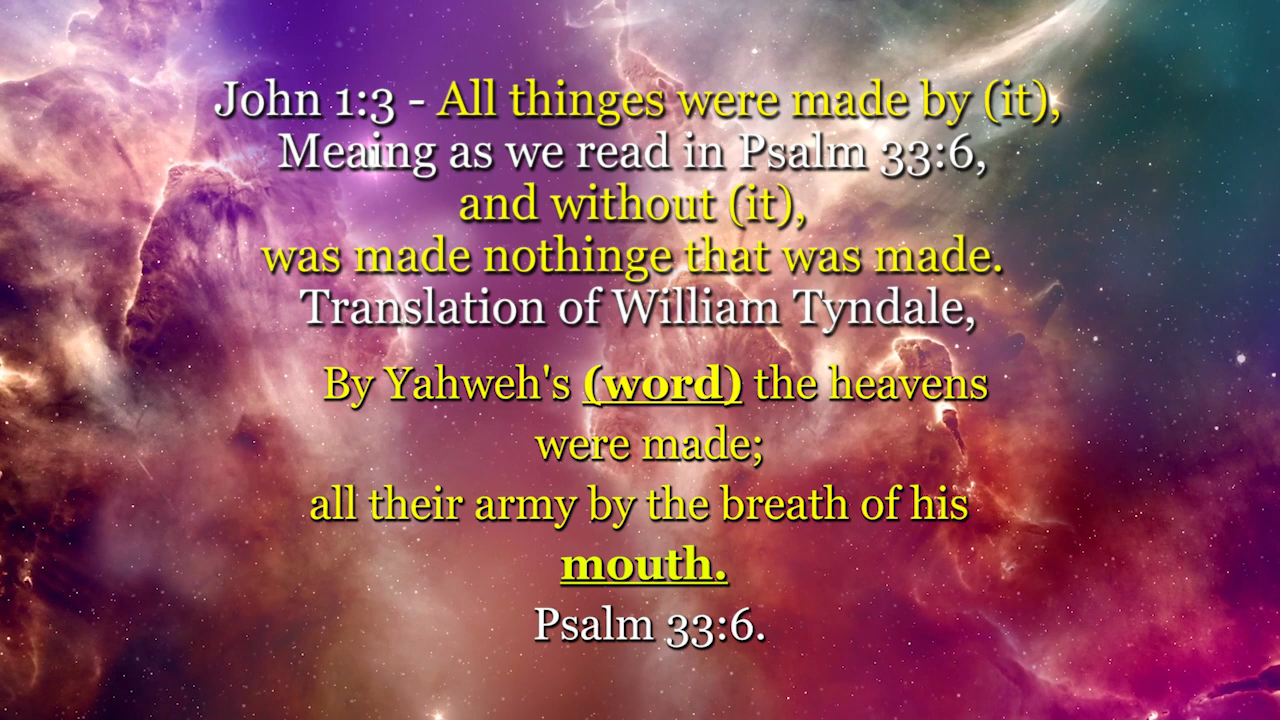 John 1:3 - All thinges were made by (it),
Meaing as we read in Psalm 33:6,
and without (it),
was made nothinge that was made.
Translation of William Tyndale,
By Yahweh's (word) the heavens
were made;
all their army by the breath of his
mouth.
Psalm 33:6.